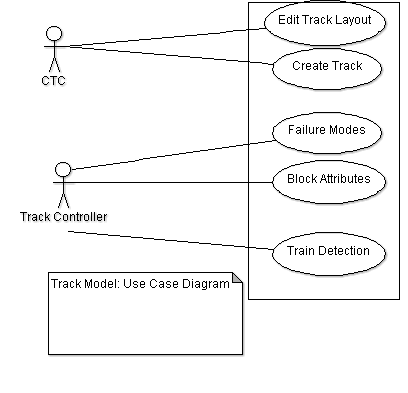 Edit Track Layout
CTC
Create Track
Failure Modes
Block Attributes
Track Controller
Train Detection
Track Model: Use Case Diagram